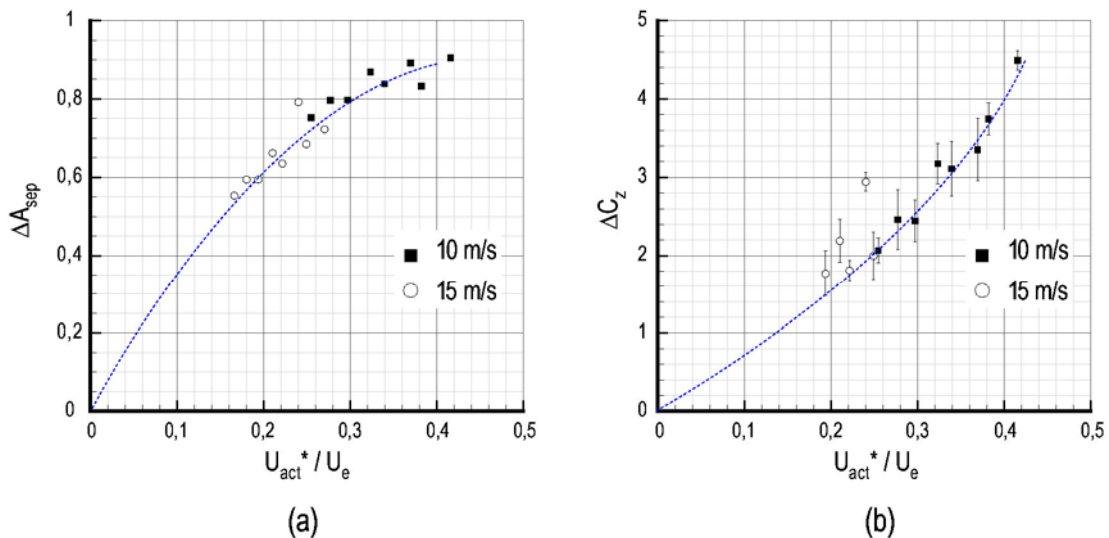 1
0,8
0,6
0,4
0,2
0
ΔA_sep
■ 10 m/s
○ 15 m/s
0 0,1 0,2 0,3 0,4 0,5
U_act* / U_e
(a)
5
4
3
2
1
0
ΔC_z
■ 10 m/s
○ 15 m/s
0 0,1 0,2 0,3 0,4 0,5
U_act* / U_e
(b)